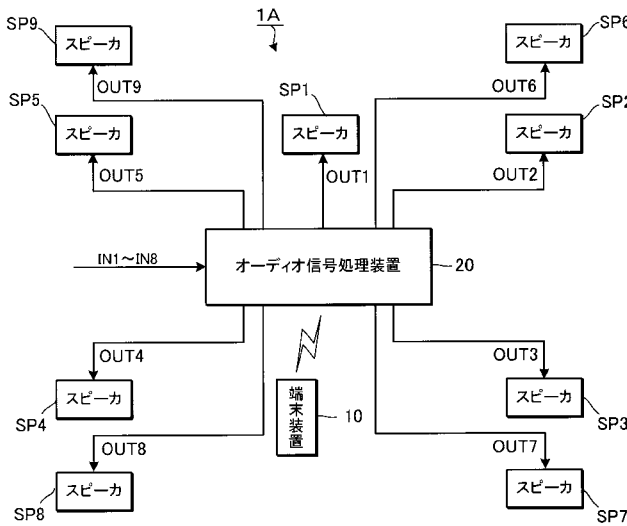 1A
SP9
スピーカ
OUT9
SP6
スピーカ
OUT6
SP5
スピーカ
OUT5
SP1
スピーカ
OUT1
SP2
スピーカ
OUT2
IN1~IN8
オーディオ信号処理装置
20
OUT4
スピーカ
SP4
OUT8
スピーカ
SP8
端末装置
10
OUT3
スピーカ
SP3
OUT7
スピーカ
SP7